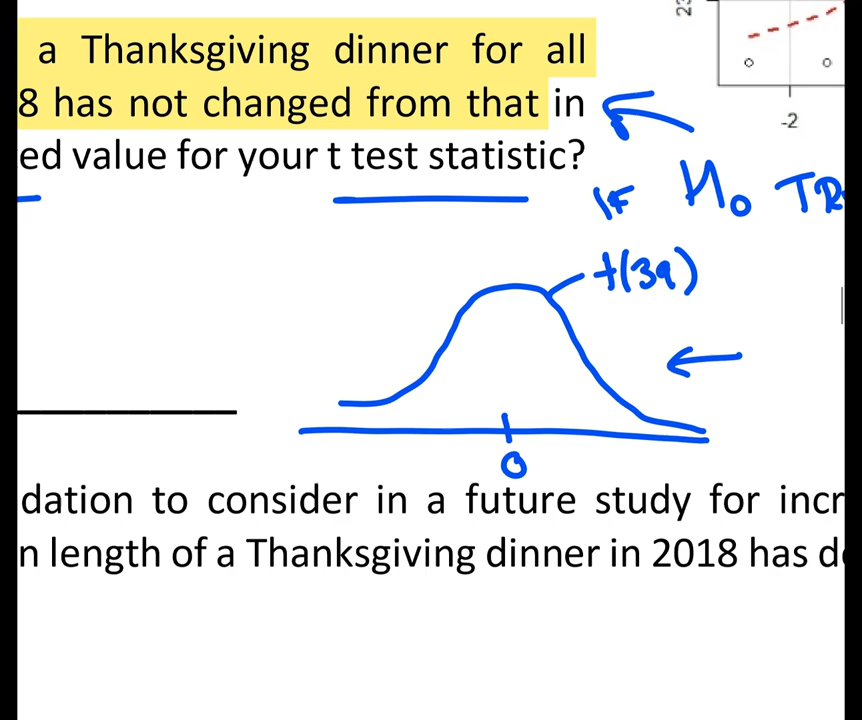 a Thanksgiving dinner for all
8 has not changed from that in
ed value for your t test statistic?
-2
IF H₀ TR
t(39)
0
dation to consider in a future study for incr
n length of a Thanksgiving dinner in 2018 has d